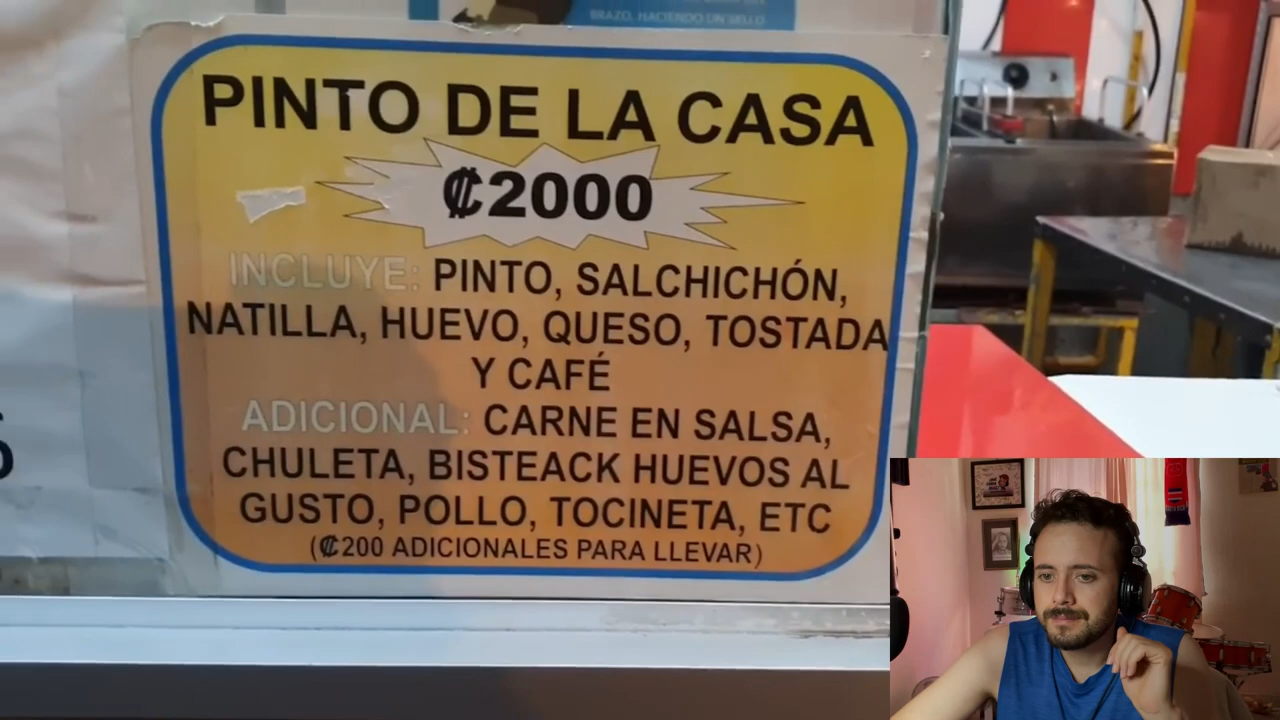 BRAZO, HACIENDO UN SELLO
PINTO DE LA CASA
₡2000
INCLUYE: PINTO, SALCHICHÓN,
NATILLA, HUEVO, QUESO, TOSTADA
Y CAFÉ
ADICIONAL: CARNE EN SALSA,
CHULETA, BISTEACK HUEVOS AL
GUSTO, POLLO, TOCINETA, ETC
(₡200 ADICIONALES PARA LLEVAR)